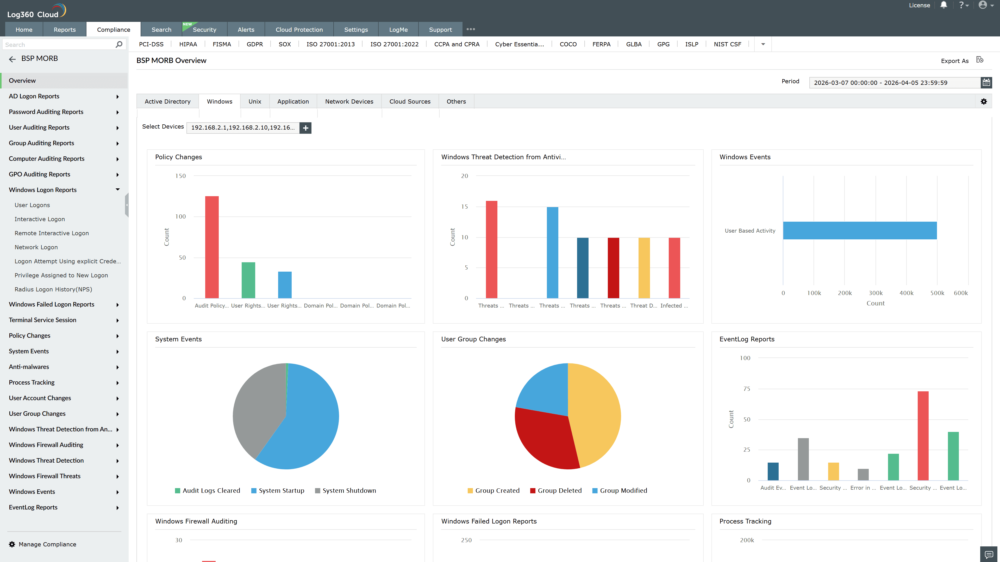 Log360 Cloud
License
?
Home
Reports
Compliance
Search
NEW
Security
Alerts
Cloud Protection
Settings
LogMe
Support
Search
PCI-DSS
HIPAA
FISMA
GDPR
SOX
ISO 27001:2013
ISO 27001:2022
CCPA and CPRA
Cyber Essentia...
COCO
FERPA
GLBA
GPG
ISLP
NIST CSF
BSP MORB
Overview
AD Logon Reports
Password Auditing Reports
User Auditing Reports
Group Auditing Reports
Computer Auditing Reports
GPO Auditing Reports
Windows Logon Reports
User Logons
Interactive Logon
Remote Interactive Logon
Network Logon
Logon Attempt Using explicit Crede...
Privilege Assigned to New Logon
Radius Logon History(NPS)
Windows Failed Logon Reports
Terminal Service Session
Policy Changes
System Events
Anti-malwares
Process Tracking
User Account Changes
User Group Changes
Windows Threat Detection from An...
Windows Firewall Auditing
Windows Threat Detection
Windows Firewall Threats
Windows Events
EventLog Reports
Manage Compliance
BSP MORB Overview
Export As
Period
2026-03-07 00:00:00 - 2026-04-05 23:59:59
Active Directory
Windows
Unix
Application
Network Devices
Cloud Sources
Others
Select Devices
192.168.2.1,192.168.2.10,192.16...
Policy Changes
150
100
50
0
Count
Audit Policy...
User Rights...
User Rights...
Domain Pol...
Domain Pol...
Domain Pol...
Windows Threat Detection from Antivi...
20
15
10
5
0
Count
Threats ...
Threats ...
Threats ...
Threats ...
Threats ...
Threat D...
Infected ...
Windows Events
User Based Activity
0
100k
200k
300k
400k
500k
600k
Count
System Events
Audit Logs Cleared
System Startup
System Shutdown
User Group Changes
Group Created
Group Deleted
Group Modified
EventLog Reports
100
75
50
25
0
Count
Audit Ev...
Event Lo...
Security ...
Error in ...
Event Lo...
Security ...
Event Lo...
Windows Firewall Auditing
30
Windows Failed Logon Reports
250
Process Tracking
200k